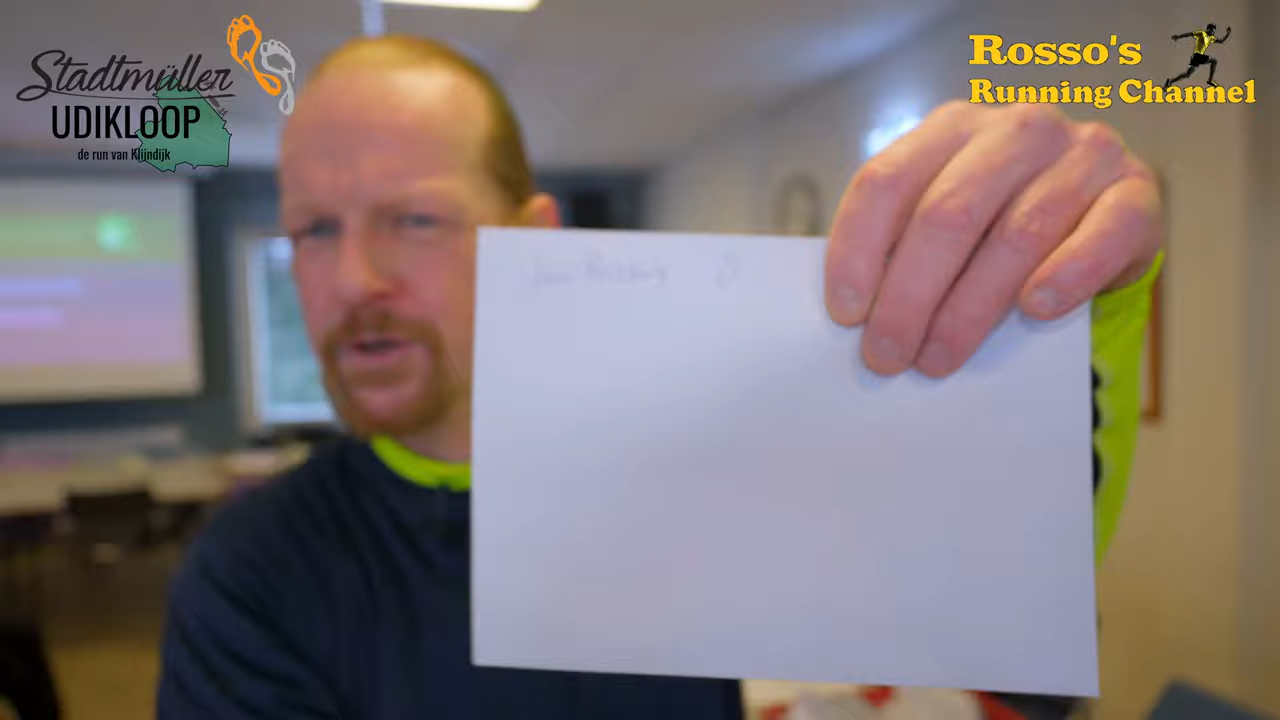 Stadtmüller
UDIKLOOP
de run van Klijndijk
Rosso's
Running Channel